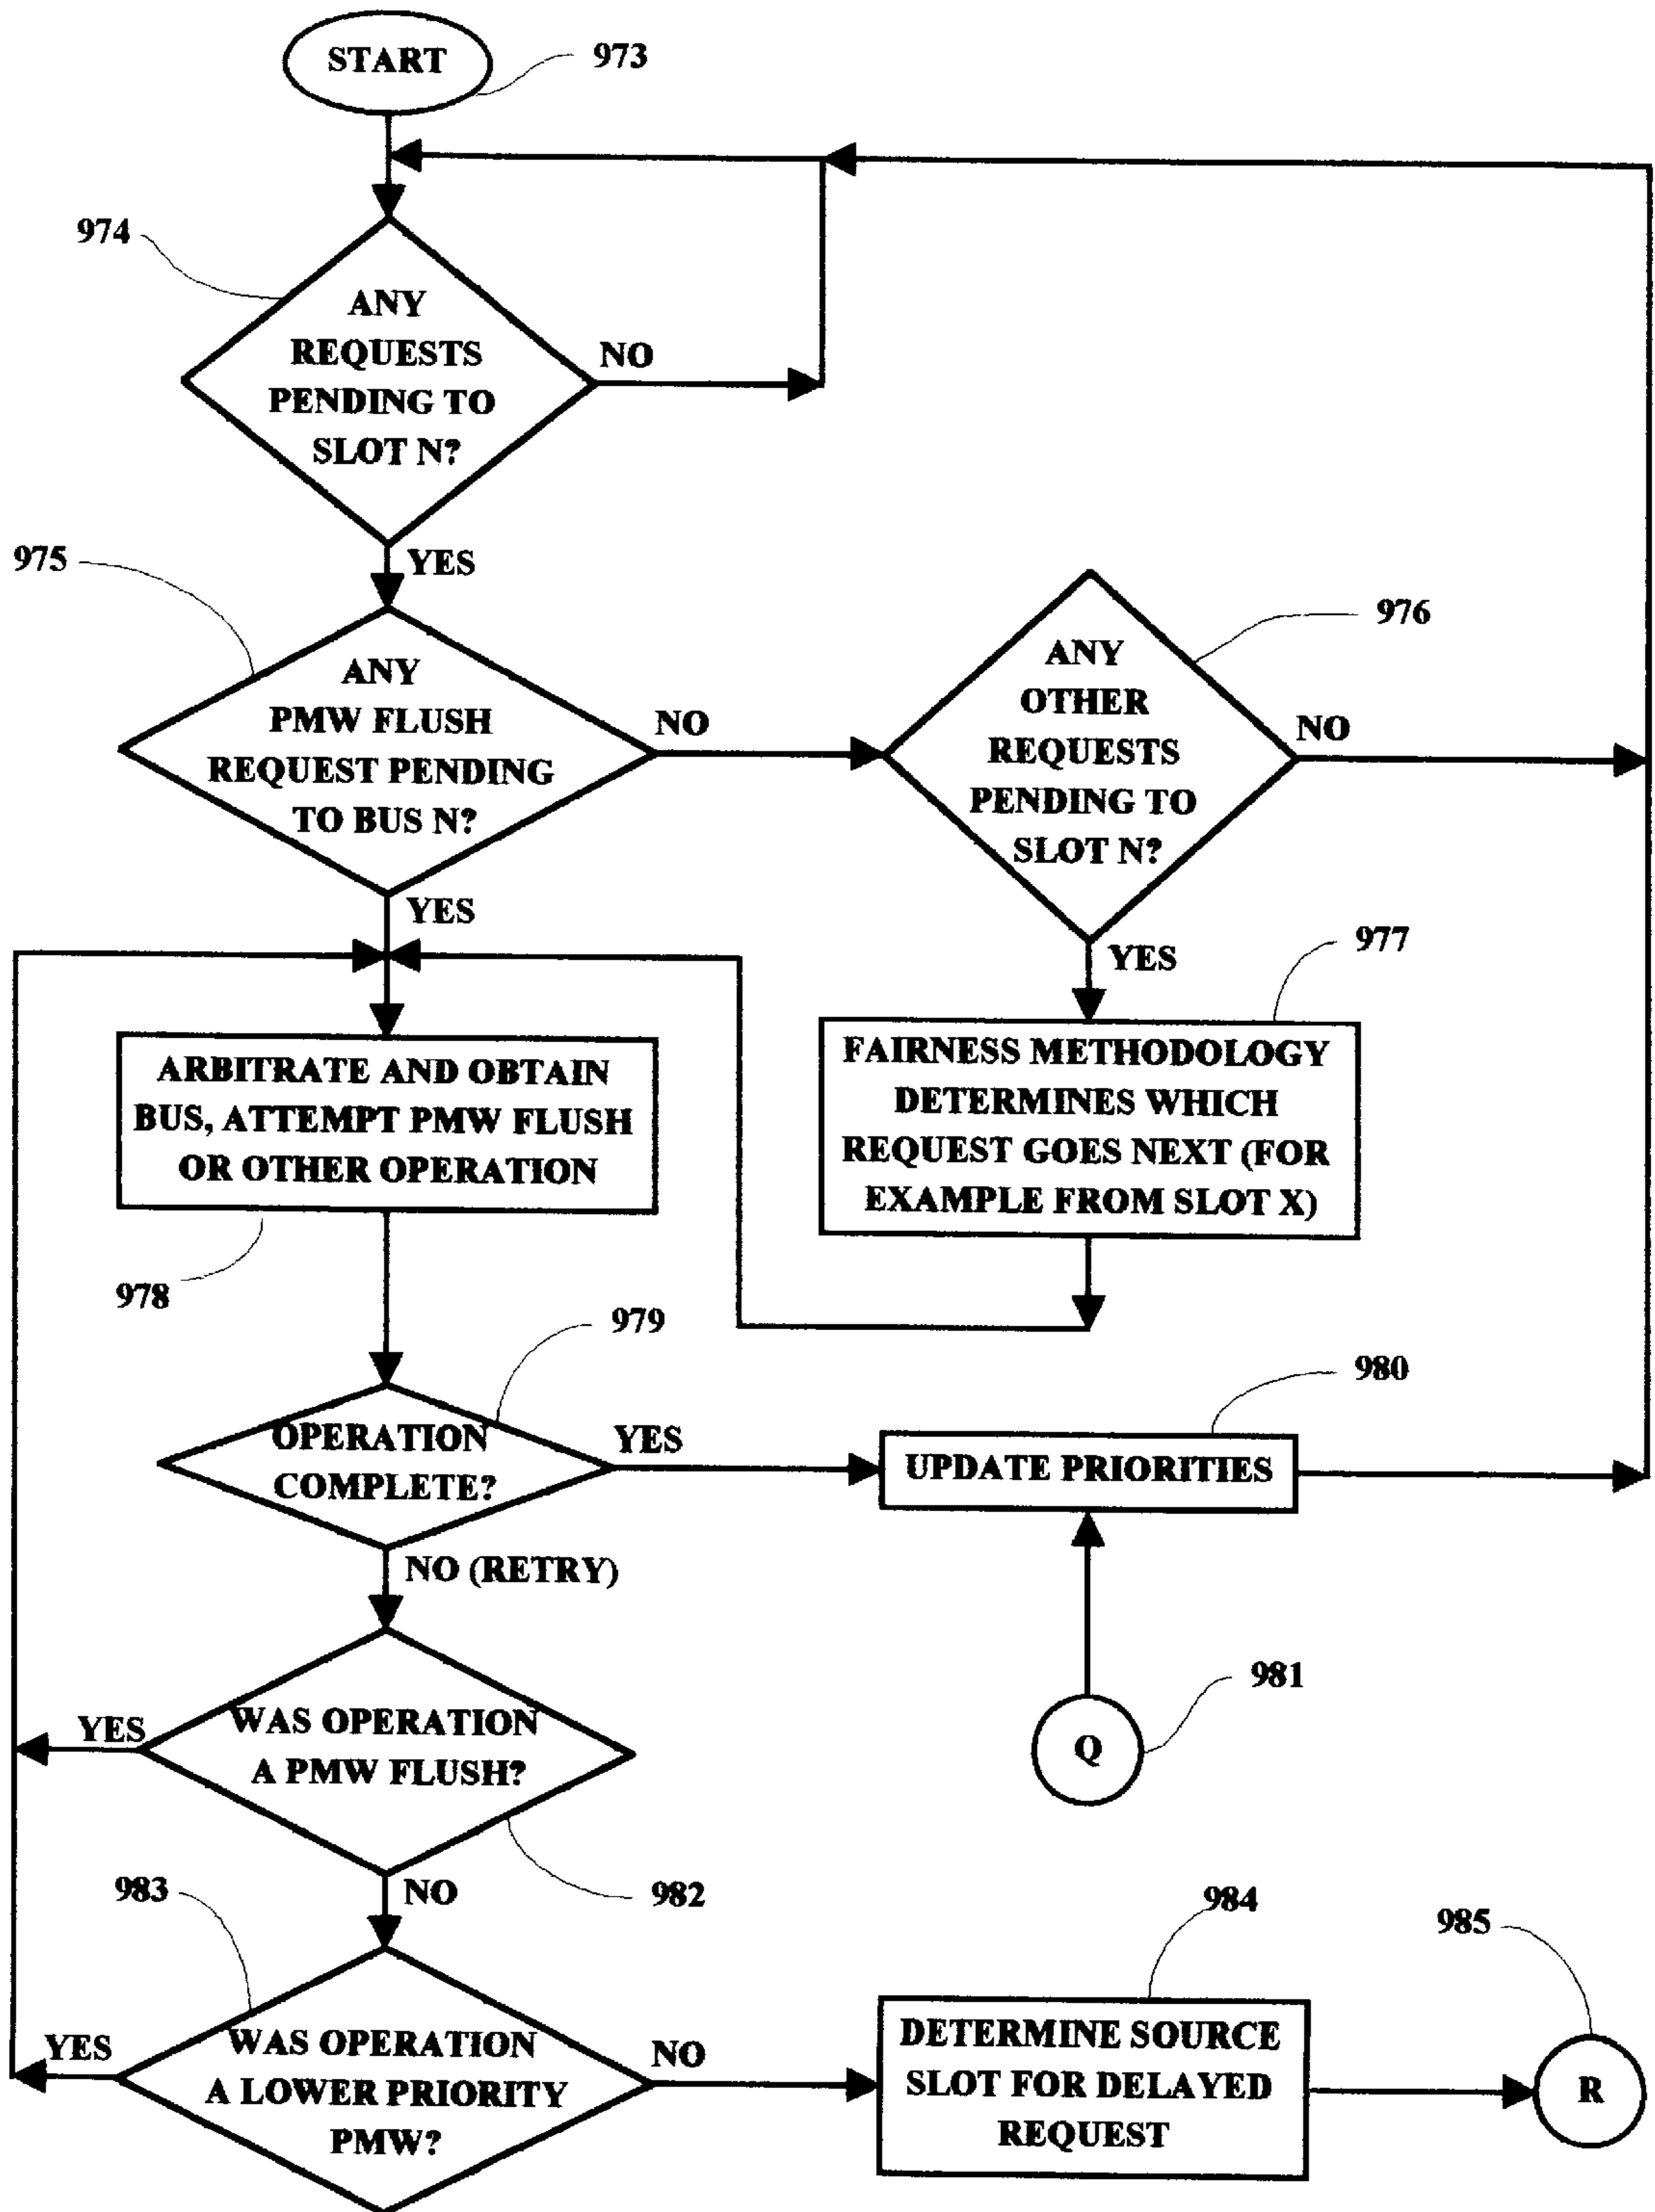 START
973
974
ANY
REQUESTS
PENDING TO
SLOT N?
NO
YES
975
ANY
PMW FLUSH
REQUEST PENDING
TO BUS N?
NO
YES
976
ANY
OTHER
REQUESTS
PENDING TO
SLOT N?
NO
YES
977
FAIRNESS METHODOLOGY
DETERMINES WHICH
REQUEST GOES NEXT (FOR
EXAMPLE FROM SLOT X)
ARBITRATE AND OBTAIN
BUS, ATTEMPT PMW FLUSH
OR OTHER OPERATION
978
979
OPERATION
COMPLETE?
YES
980
UPDATE PRIORITIES
NO (RETRY)
981
Q
WAS OPERATION
A PMW FLUSH?
YES
982
NO
983
WAS OPERATION
A LOWER PRIORITY
PMW?
YES
NO
984
DETERMINE SOURCE
SLOT FOR DELAYED
REQUEST
985
R